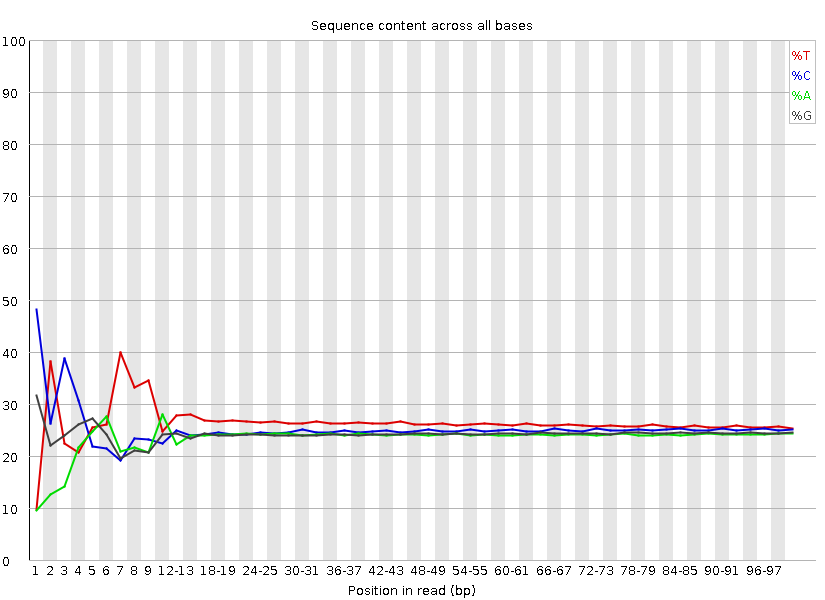 Sequence content across all bases
100
90
80
70
60
50
40
30
20
10
0
%T
%C
%A
%G
1 2 3 4 5 6 7 8 9 12-13 18-19 24-25 30-31 36-37 42-43 48-49 54-55 60-61 66-67 72-73 78-79 84-85 90-91 96-97
Position in read (bp)